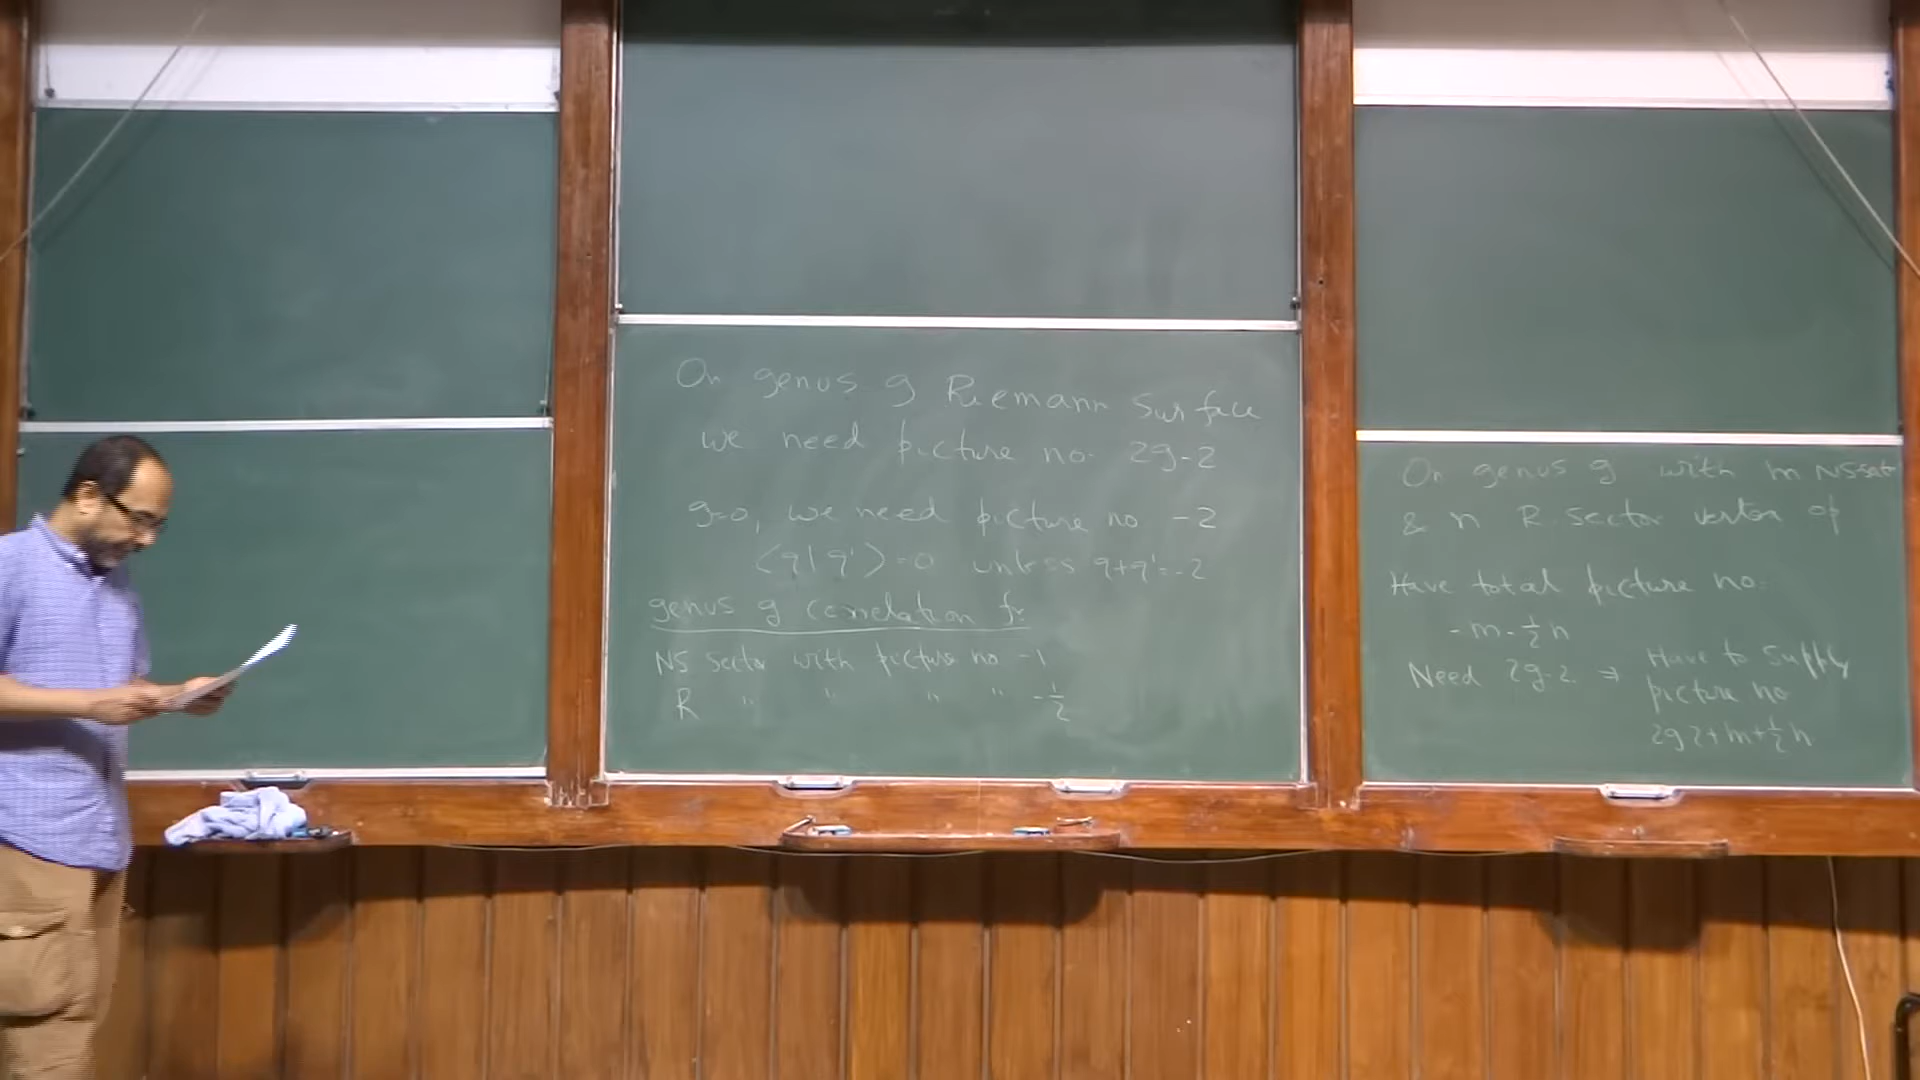 On genus g Riemann Surface
we need picture no. 2g-2
g=0, we need picture no -2
<q|q'>=0 unless q+q'=-2
genus g correlation fn.
NS sector with picture no -1
R " " " " -1/2
On genus g with m NS sect
& n R-sector vertex op
Have total picture no.
-m-1/2 n
Need 2g-2 ⇒ Have to supply
picture no
2g-2+m+1/2 n